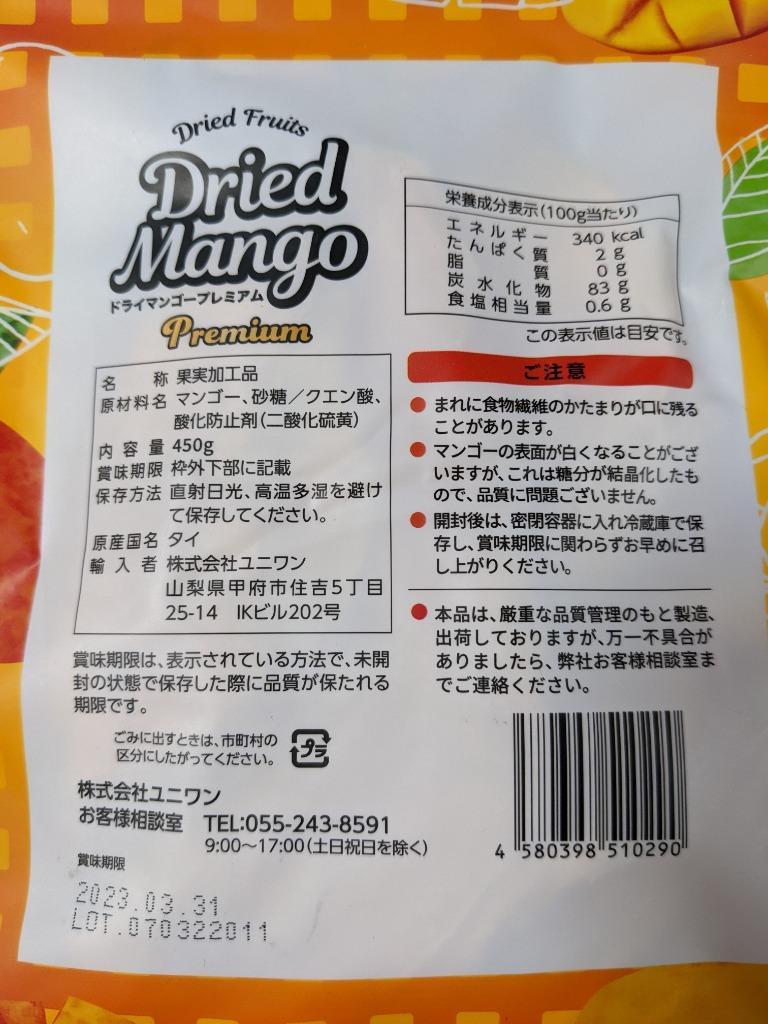 Dried Fruits
Dried
Mango
ドライマンゴープレミアム
Premium
名 称 果実加工品
原材料名 マンゴー、砂糖／クエン酸、
酸化防止剤(二酸化硫黄)
内容量 450g
賞味期限 枠外下部に記載
保存方法 直射日光、高温多湿を避け
て保存してください。
原産国名 タイ
輸入者 株式会社ユニワン
山梨県甲府市住吉5丁目
25-14 IKビル202号
賞味期限は、表示されている方法で、未開
封の状態で保存した際に品質が保たれる
期限です。
ごみに出すときは、市町村の
区分にしたがってください。
プラ
株式会社ユニワン
お客様相談室 TEL:055-243-8591
9:00〜17:00(土日祝日を除く)
賞味期限
2023.03.31
LOT.070322011
栄養成分表示(100g当たり)
エネルギー 340 kcal
たんぱく質 2 g
脂質 0 g
炭水化物 83 g
食塩相当量 0.6 g
この表示値は目安です。
ご注意
● まれに食物繊維のかたまりが口に残る
ことがあります。
● マンゴーの表面が白くなることがござ
いますが、これは糖分が結晶化したも
ので、品質に問題ございません。
● 開封後は、密閉容器に入れ冷蔵庫で保
存し、賞味期限に関わらずお早めに召
し上がりください。
● 本品は、厳重な品質管理のもと製造、
出荷しておりますが、万一不具合が
ありましたら、弊社お客様相談室ま
でご連絡ください。
4 580398 510290